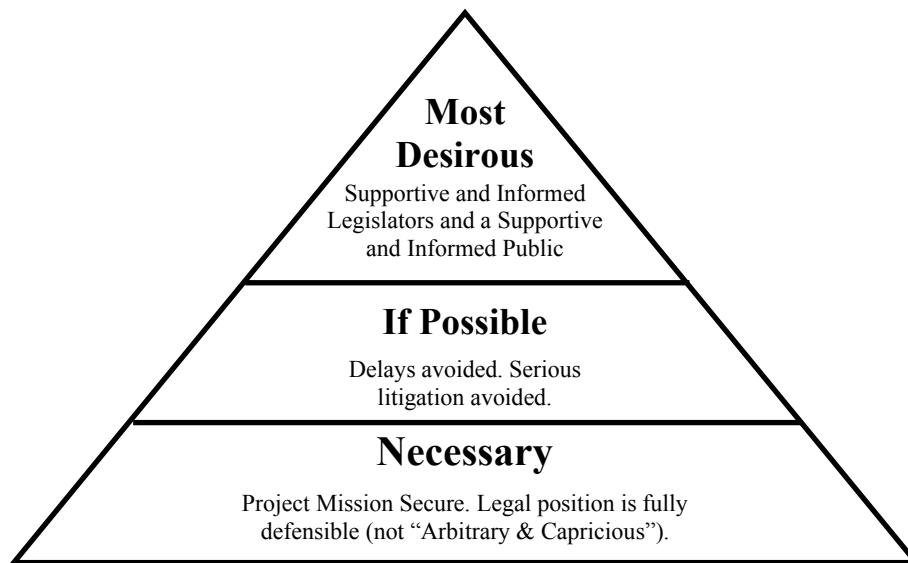 Most
Desirous
Supportive and Informed
Legislators and a Supportive
and Informed Public
If Possible
Delays avoided. Serious
litigation avoided.
Necessary
Project Mission Secure. Legal position is fully
defensible (not “Arbitrary & Capricious”).